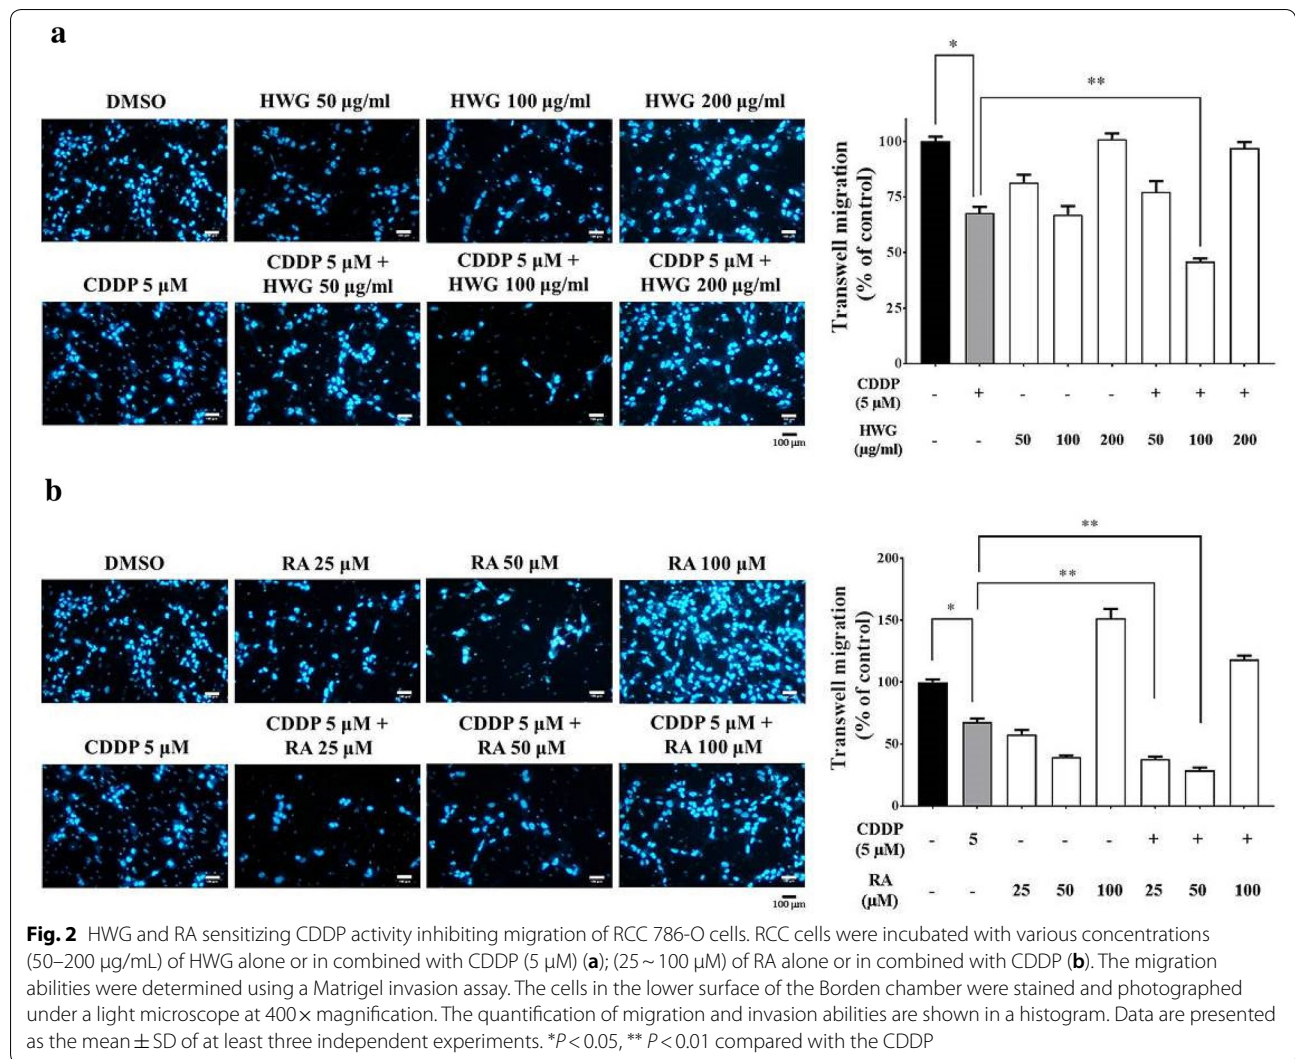 a
DMSO
HWG 50 µg/ml
HWG 100 µg/ml
HWG 200 µg/ml
CDDP 5 µM
CDDP 5 µM +
HWG 50 µg/ml
CDDP 5 µM +
HWG 100 µg/ml
CDDP 5 µM +
HWG 200 µg/ml
100 µm
*
**
Transwell migration
(% of control)
100
75
50
25
0
CDDP
(5 µM)
- + - - - + + +
HWG
(µg/ml)
- - 50 100 200 50 100 200
b
DMSO
RA 25 µM
RA 50 µM
RA 100 µM
CDDP 5 µM
CDDP 5 µM +
RA 25 µM
CDDP 5 µM +
RA 50 µM
CDDP 5 µM +
RA 100 µM
100 µm
**
**
*
Transwell migration
(% of control)
200
150
100
50
0
CDDP
(5 µM)
- 5 - - - + + +
RA
(µM)
- - 25 50 100 25 50 100
Fig. 2 HWG and RA sensitizing CDDP activity inhibiting migration of RCC 786-O cells. RCC cells were incubated with various concentrations
(50–200 µg/mL) of HWG alone or in combined with CDDP (5 µM) (a); (25 ~ 100 µM) of RA alone or in combined with CDDP (b). The migration
abilities were determined using a Matrigel invasion assay. The cells in the lower surface of the Borden chamber were stained and photographed
under a light microscope at 400× magnification. The quantification of migration and invasion abilities are shown in a histogram. Data are presented
as the mean ± SD of at least three independent experiments. *P < 0.05, ** P < 0.01 compared with the CDDP